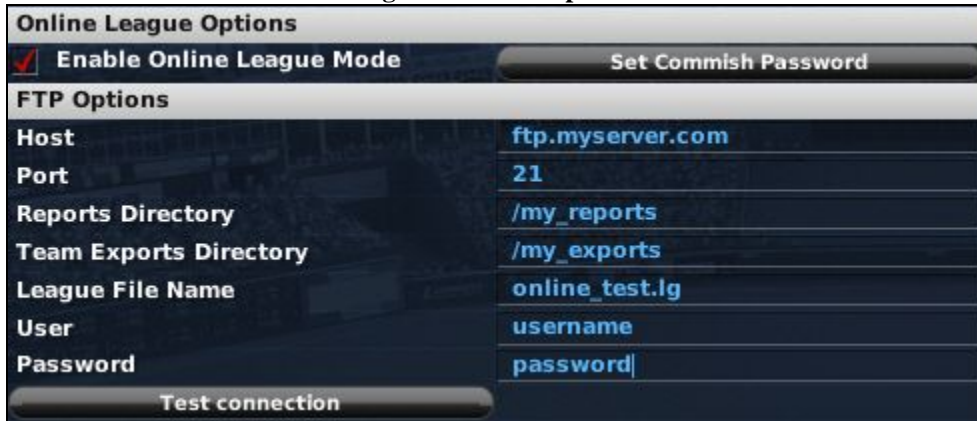 Online League Options
Enable Online League Mode Set Commish Password
FTP Options
Host ftp.myserver.com
Port 21
Reports Directory /my_reports
Team Exports Directory /my_exports
League File Name online_test.lg
User username
Password password
Test connection